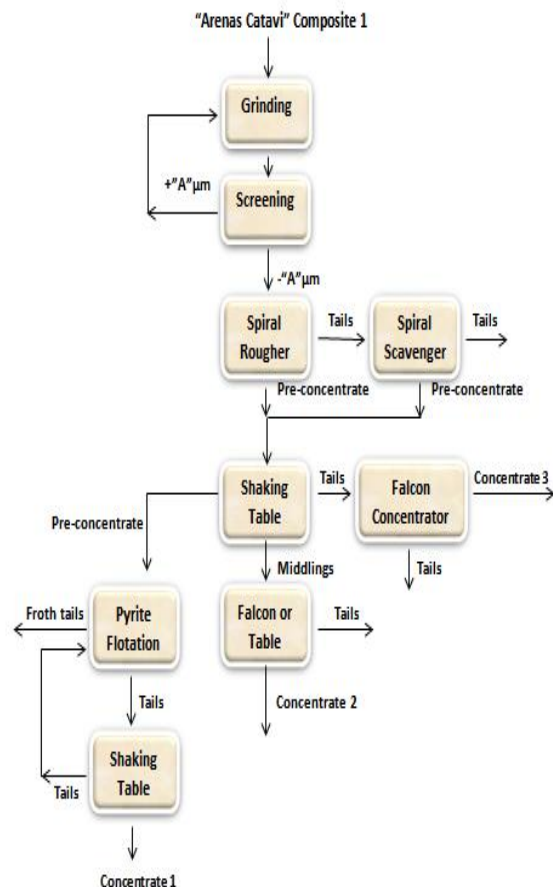 “Arenas Catavi” Composite 1
Grinding
+”A”µm
Screening
-“A”µm
Spiral
Rougher
Tails
Spiral
Scavenger
Tails
Pre-concentrate
Pre-concentrate
Shaking
Table
Tails
Falcon
Concentrator
Concentrate 3
Pre-concentrate
Middlings
Tails
Froth tails
Pyrite
Flotation
Falcon or
Table
Tails
Tails
Concentrate 2
Shaking
Table
Tails
Concentrate 1